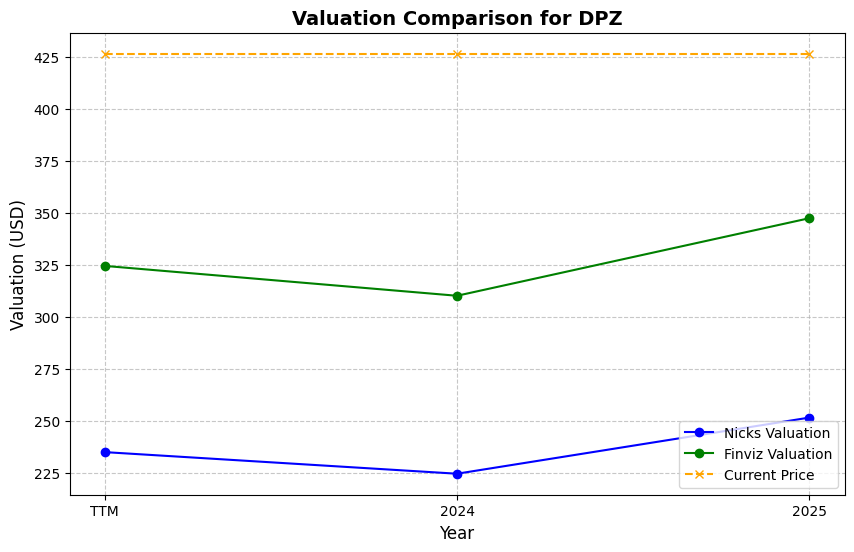 Valuation Comparison for DPZ
Valuation (USD)
425
400
375
350
325
300
275
250
225
TTM
2024
2025
Year
Nicks Valuation
Finviz Valuation
Current Price